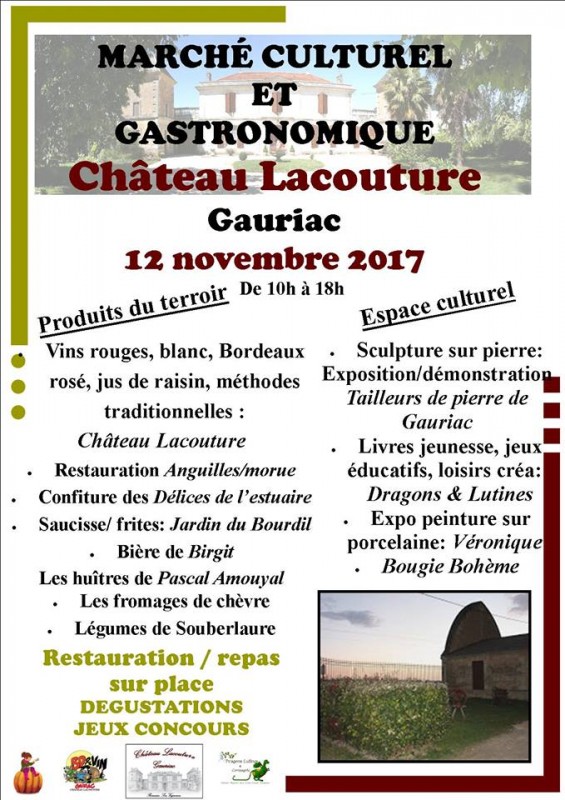 MARCHÉ CULTUREL
ET
GASTRONOMIQUE
Château Lacouture
Gauriac
12 novembre 2017
De 10h à 18h
Produits du terroir
• Vins rouges, blanc, Bordeaux
rosé, jus de raisin, méthodes
traditionnelles :
Château Lacouture
• Restauration Anguilles/morue
• Confiture des Délices de l'estuaire
• Saucisse/ frites: Jardin du Bourdil
• Bière de Birgit
Les huîtres de Pascal Amouyal
• Les fromages de chèvre
• Légumes de Souberlaure
Restauration / repas
sur place
DEGUSTATIONS
JEUX CONCOURS
Espace culturel
• Sculpture sur pierre:
Exposition/démonstration
Tailleurs de pierre de
Gauriac
• Livres jeunesse, jeux
éducatifs, loisirs créa:
Dragons & Lutines
• Expo peinture sur
porcelaine: Véronique
• Bougie Bohème
Château Lacouture
Gauriac